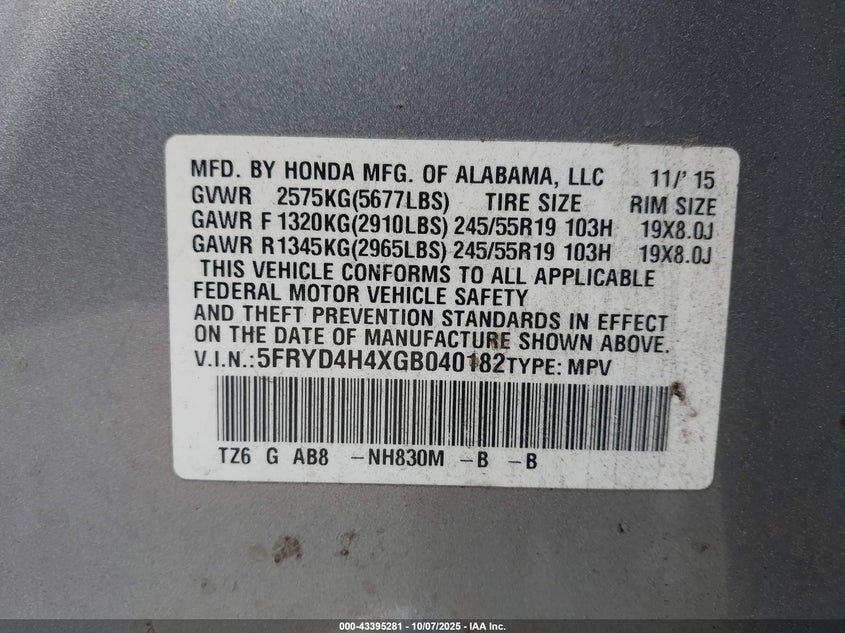 MFD. BY HONDA MFG. OF ALABAMA, LLC 11/' 15
GVWR 2575KG(5677LBS) TIRE SIZE RIM SIZE
GAWR F 1320KG(2910LBS) 245/55R19 103H 19X8.0J
GAWR R 1345KG(2965LBS) 245/55R19 103H 19X8.0J
THIS VEHICLE CONFORMS TO ALL APPLICABLE
FEDERAL MOTOR VEHICLE SAFETY
AND THEFT PREVENTION STANDARDS IN EFFECT
ON THE DATE OF MANUFACTURE SHOWN ABOVE.
V.I.N.:5FRYD4H4XGB040182 TYPE: MPV
TZ6 G AB8 -NH830M -B -B
000-43395281 - 10/07/2025 - IAA Inc.